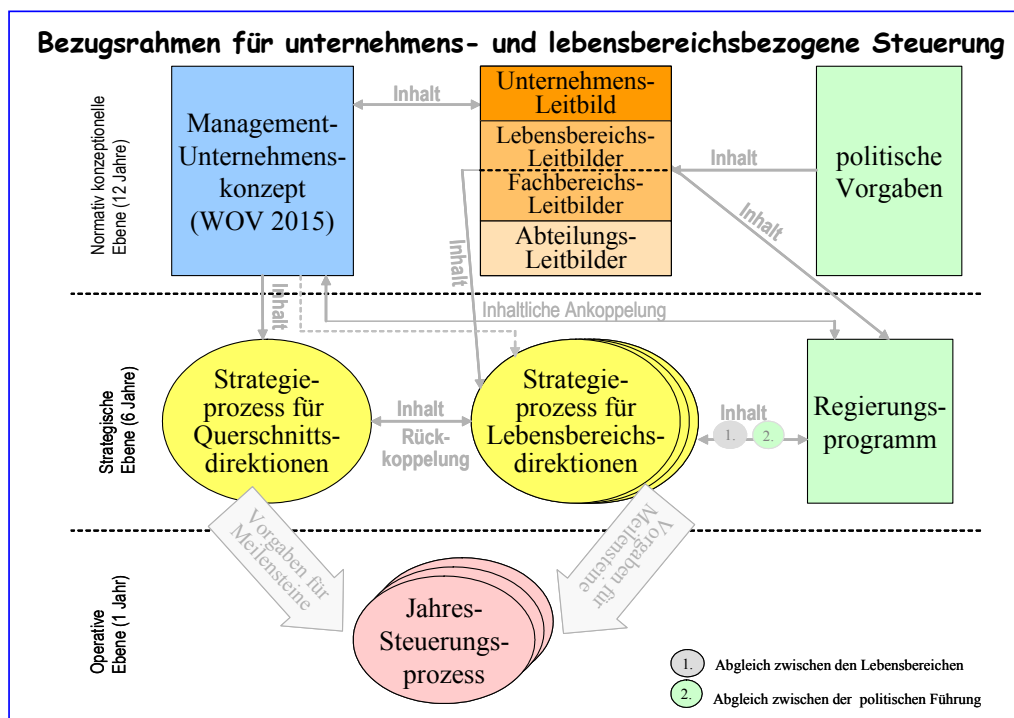 Bezugsrahmen für unternehmens- und lebensbereichsbezogene Steuerung
Normativ konzeptionelle
Ebene (12 Jahre)
Management-
Unternehmens-
konzept
(WOV 2015)
Inhalt
Unternehmens-
Leitbild
Lebensbereichs-
Leitbilder
Fachbereichs-
Leitbilder
Abteilungs-
Leitbilder
Inhalt
politische
Vorgaben
Inhalt
Inhalt
Inhalt
Inhaltliche Ankoppelung
Strategische
Ebene (6 Jahre)
Strategie-
prozess für
Querschnitts-
direktionen
Inhalt
Rück-
koppelung
Strategie-
prozess für
Lebensbereichs-
direktionen
Inhalt
1.
2.
Regierungs-
programm
Vorgaben für
Meilensteine
Vorgaben für
Meilensteine
Operative
Ebene (1 Jahr)
Jahres-
Steuerungs-
prozess
1.
Abgleich zwischen den Lebensbereichen
2.
Abgleich zwischen der politischen Führung